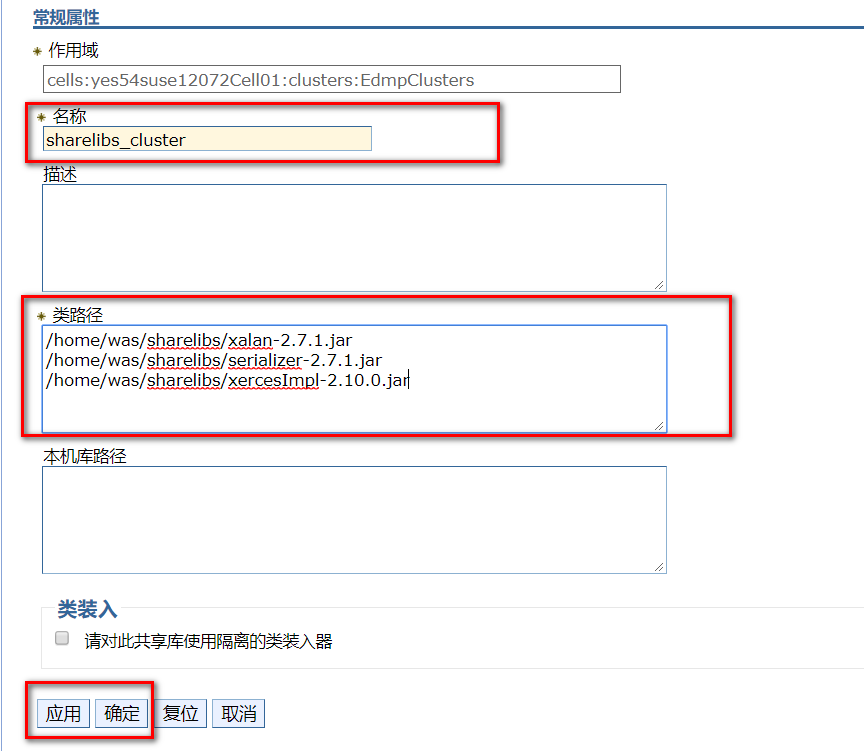 常规属性
作用域
cells:yes54suse12072Cell01:clusters:EdmpClusters
名称
sharelibs_cluster
描述
类路径
/home/was/sharelibs/xalan-2.7.1.jar
/home/was/sharelibs/serializer-2.7.1.jar
/home/was/sharelibs/xercesImpl-2.10.0.jar
本机库路径
类装入
请对此共享库使用隔离的类装入器
应用 确定 复位 取消